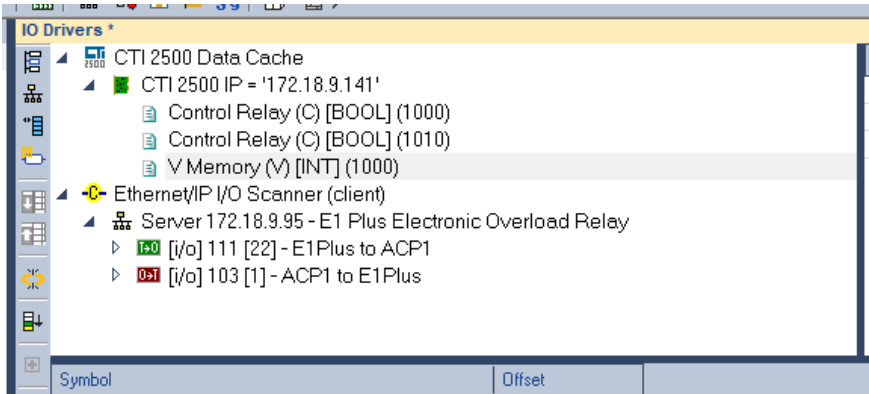 IO Drivers *
CTI 2500 Data Cache
CTI 2500 IP = '172.18.9.141'
Control Relay (C) [BOOL] (1000)
Control Relay (C) [BOOL] (1010)
V Memory (V) [INT] (1000)
Ethernet/IP I/O Scanner (client)
Server 172.18.9.95 - E1 Plus Electronic Overload Relay
T→O [i/o] 111 [22] - E1Plus to ACP1
O→T [i/o] 103 [1] - ACP1 to E1Plus
Symbol Offset